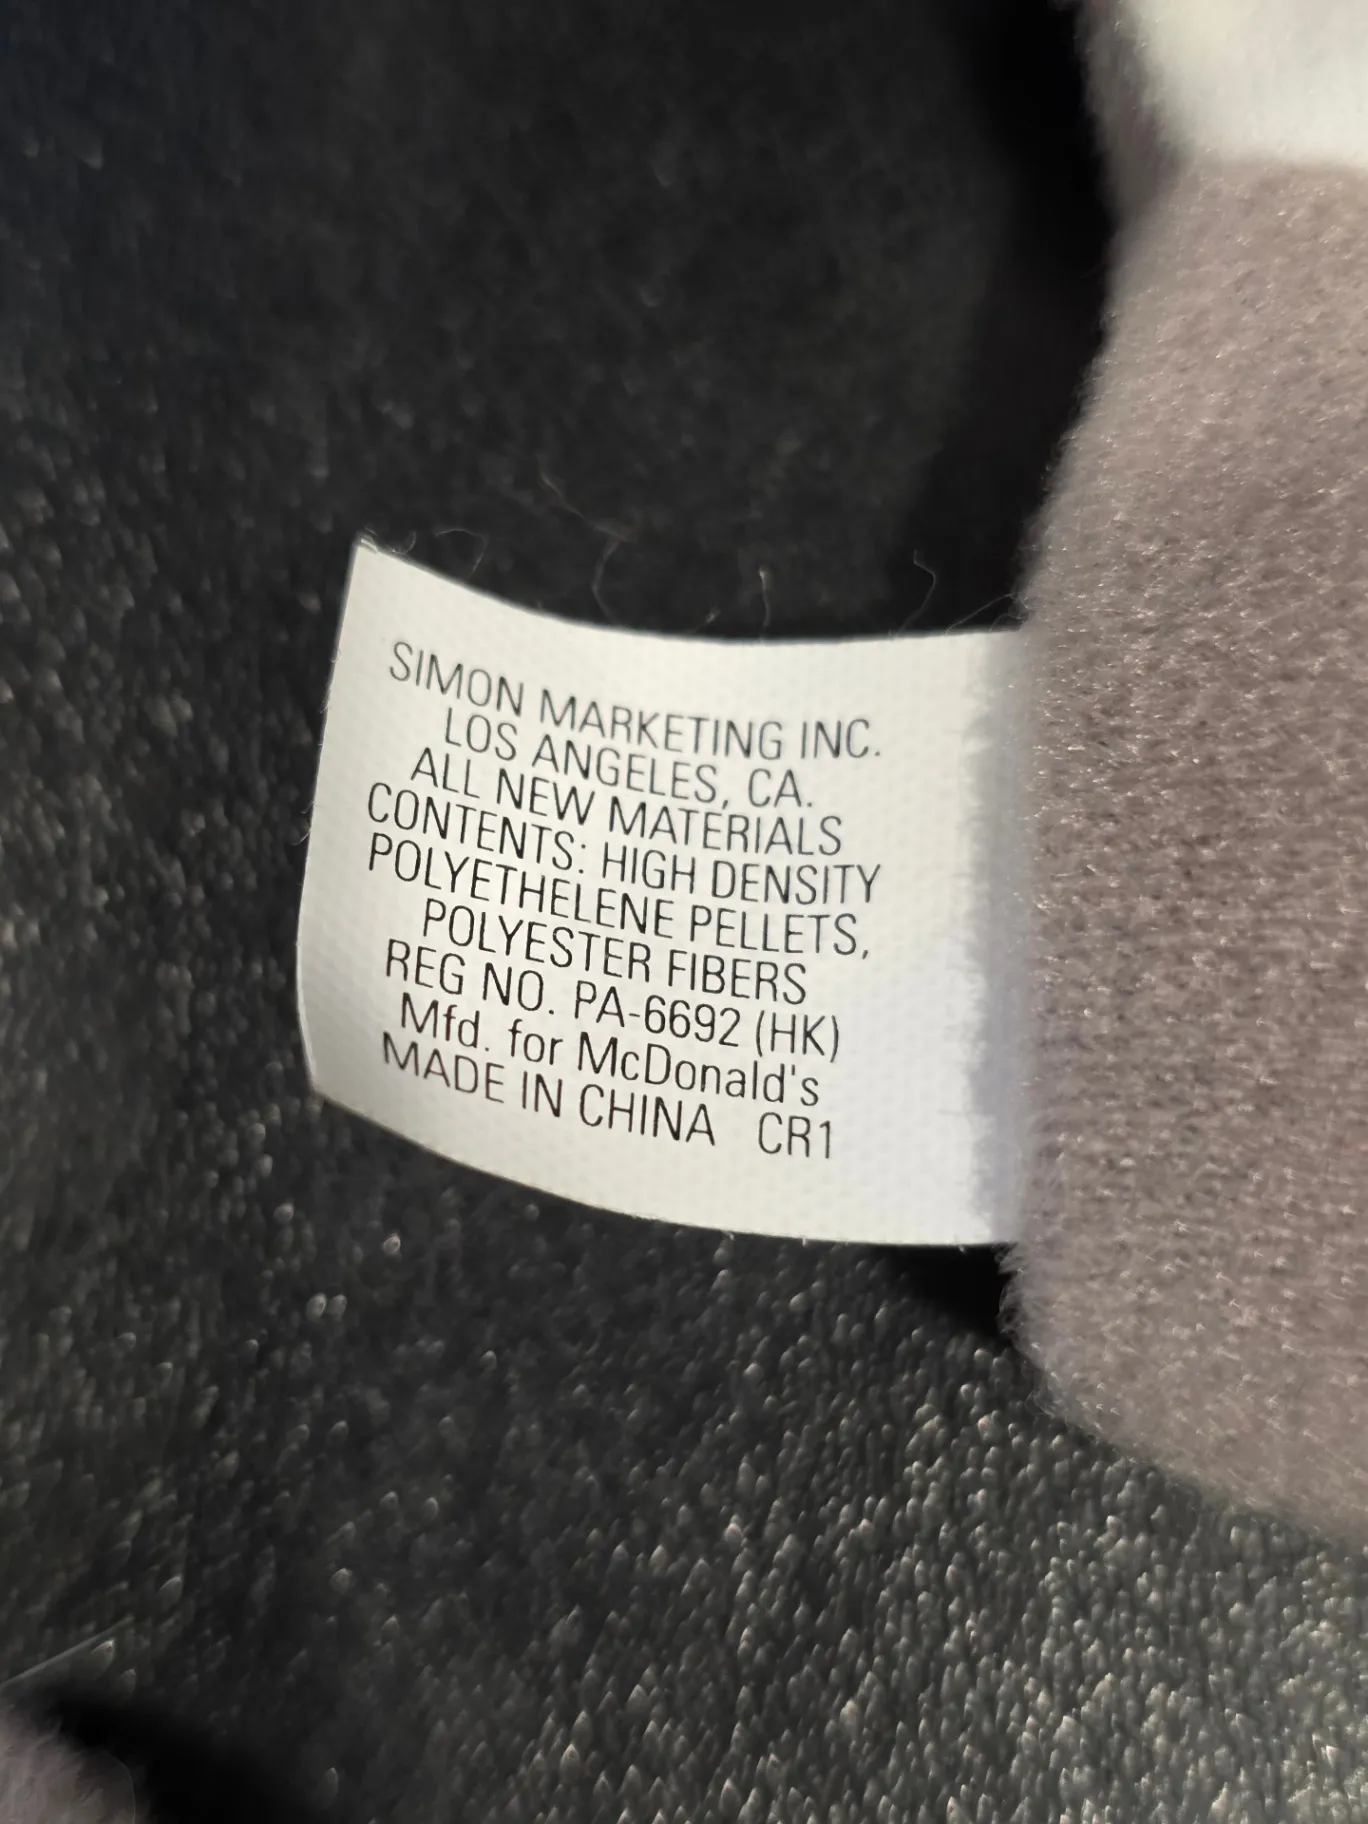 SIMON MARKETING INC.
LOS ANGELES, CA.
ALL NEW MATERIALS
CONTENTS: HIGH DENSITY
POLYETHELENE PELLETS,
POLYESTER FIBERS
REG NO. PA-6692 (HK)
Mfd. for McDonald's
MADE IN CHINA CR1